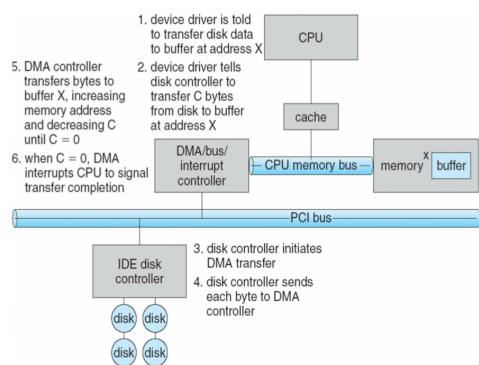 1. device driver is told
to transfer disk data
to buffer at address X
CPU
5. DMA controller
transfers bytes to
buffer X, increasing
memory address
and decreasing C
until C = 0
2. device driver tells
disk controller to
transfer C bytes
from disk to buffer
at address X
cache
6. when C = 0, DMA
interrupts CPU to signal
transfer completion
DMA/bus/
interrupt
controller
CPU memory bus
memory
X
buffer
PCI bus
IDE disk
controller
3. disk controller initiates
DMA transfer
4. disk controller sends
each byte to DMA
controller
disk
disk
disk
disk